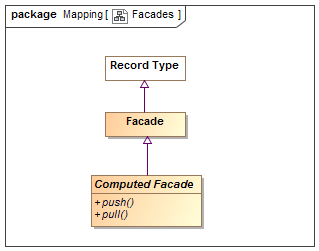 package Mapping [ Facades ]
Record Type
Facade
Computed Facade
+push()
+pull()